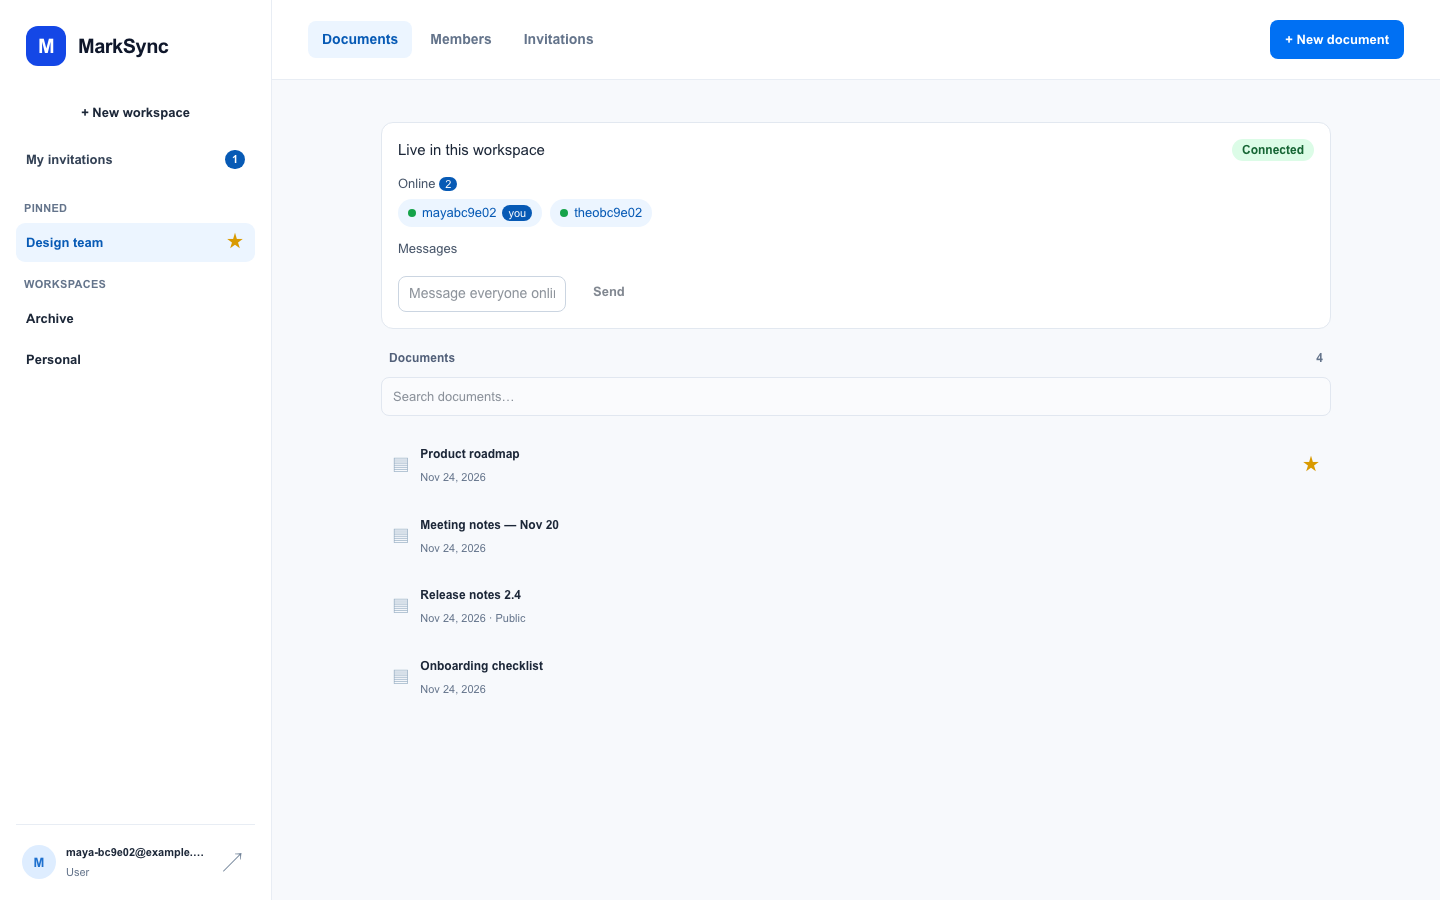 M MarkSync
+ New workspace
My invitations 1
PINNED
Design team
WORKSPACES
Archive
Personal
M
maya-bc9e02@example....
User
Documents Members Invitations
+ New document
Live in this workspace
Connected
Online 2
mayabc9e02 you theobc9e02
Messages
Message everyone onli
Send
Documents 4
Search documents…
Product roadmap
Nov 24, 2026
Meeting notes — Nov 20
Nov 24, 2026
Release notes 2.4
Nov 24, 2026 · Public
Onboarding checklist
Nov 24, 2026